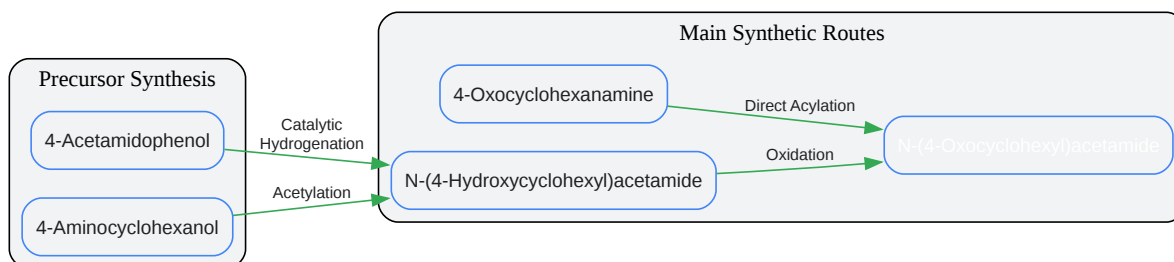 Main Synthetic Routes
Precursor Synthesis
4-Acetamidophenol
4-Aminocyclohexanol
Catalytic
Hydrogenation
Acetylation
4-Oxocyclohexanamine
N-(4-Hydroxycyclohexyl)acetamide
Direct Acylation
Oxidation
N-(4-Oxocyclohexyl)acetamide